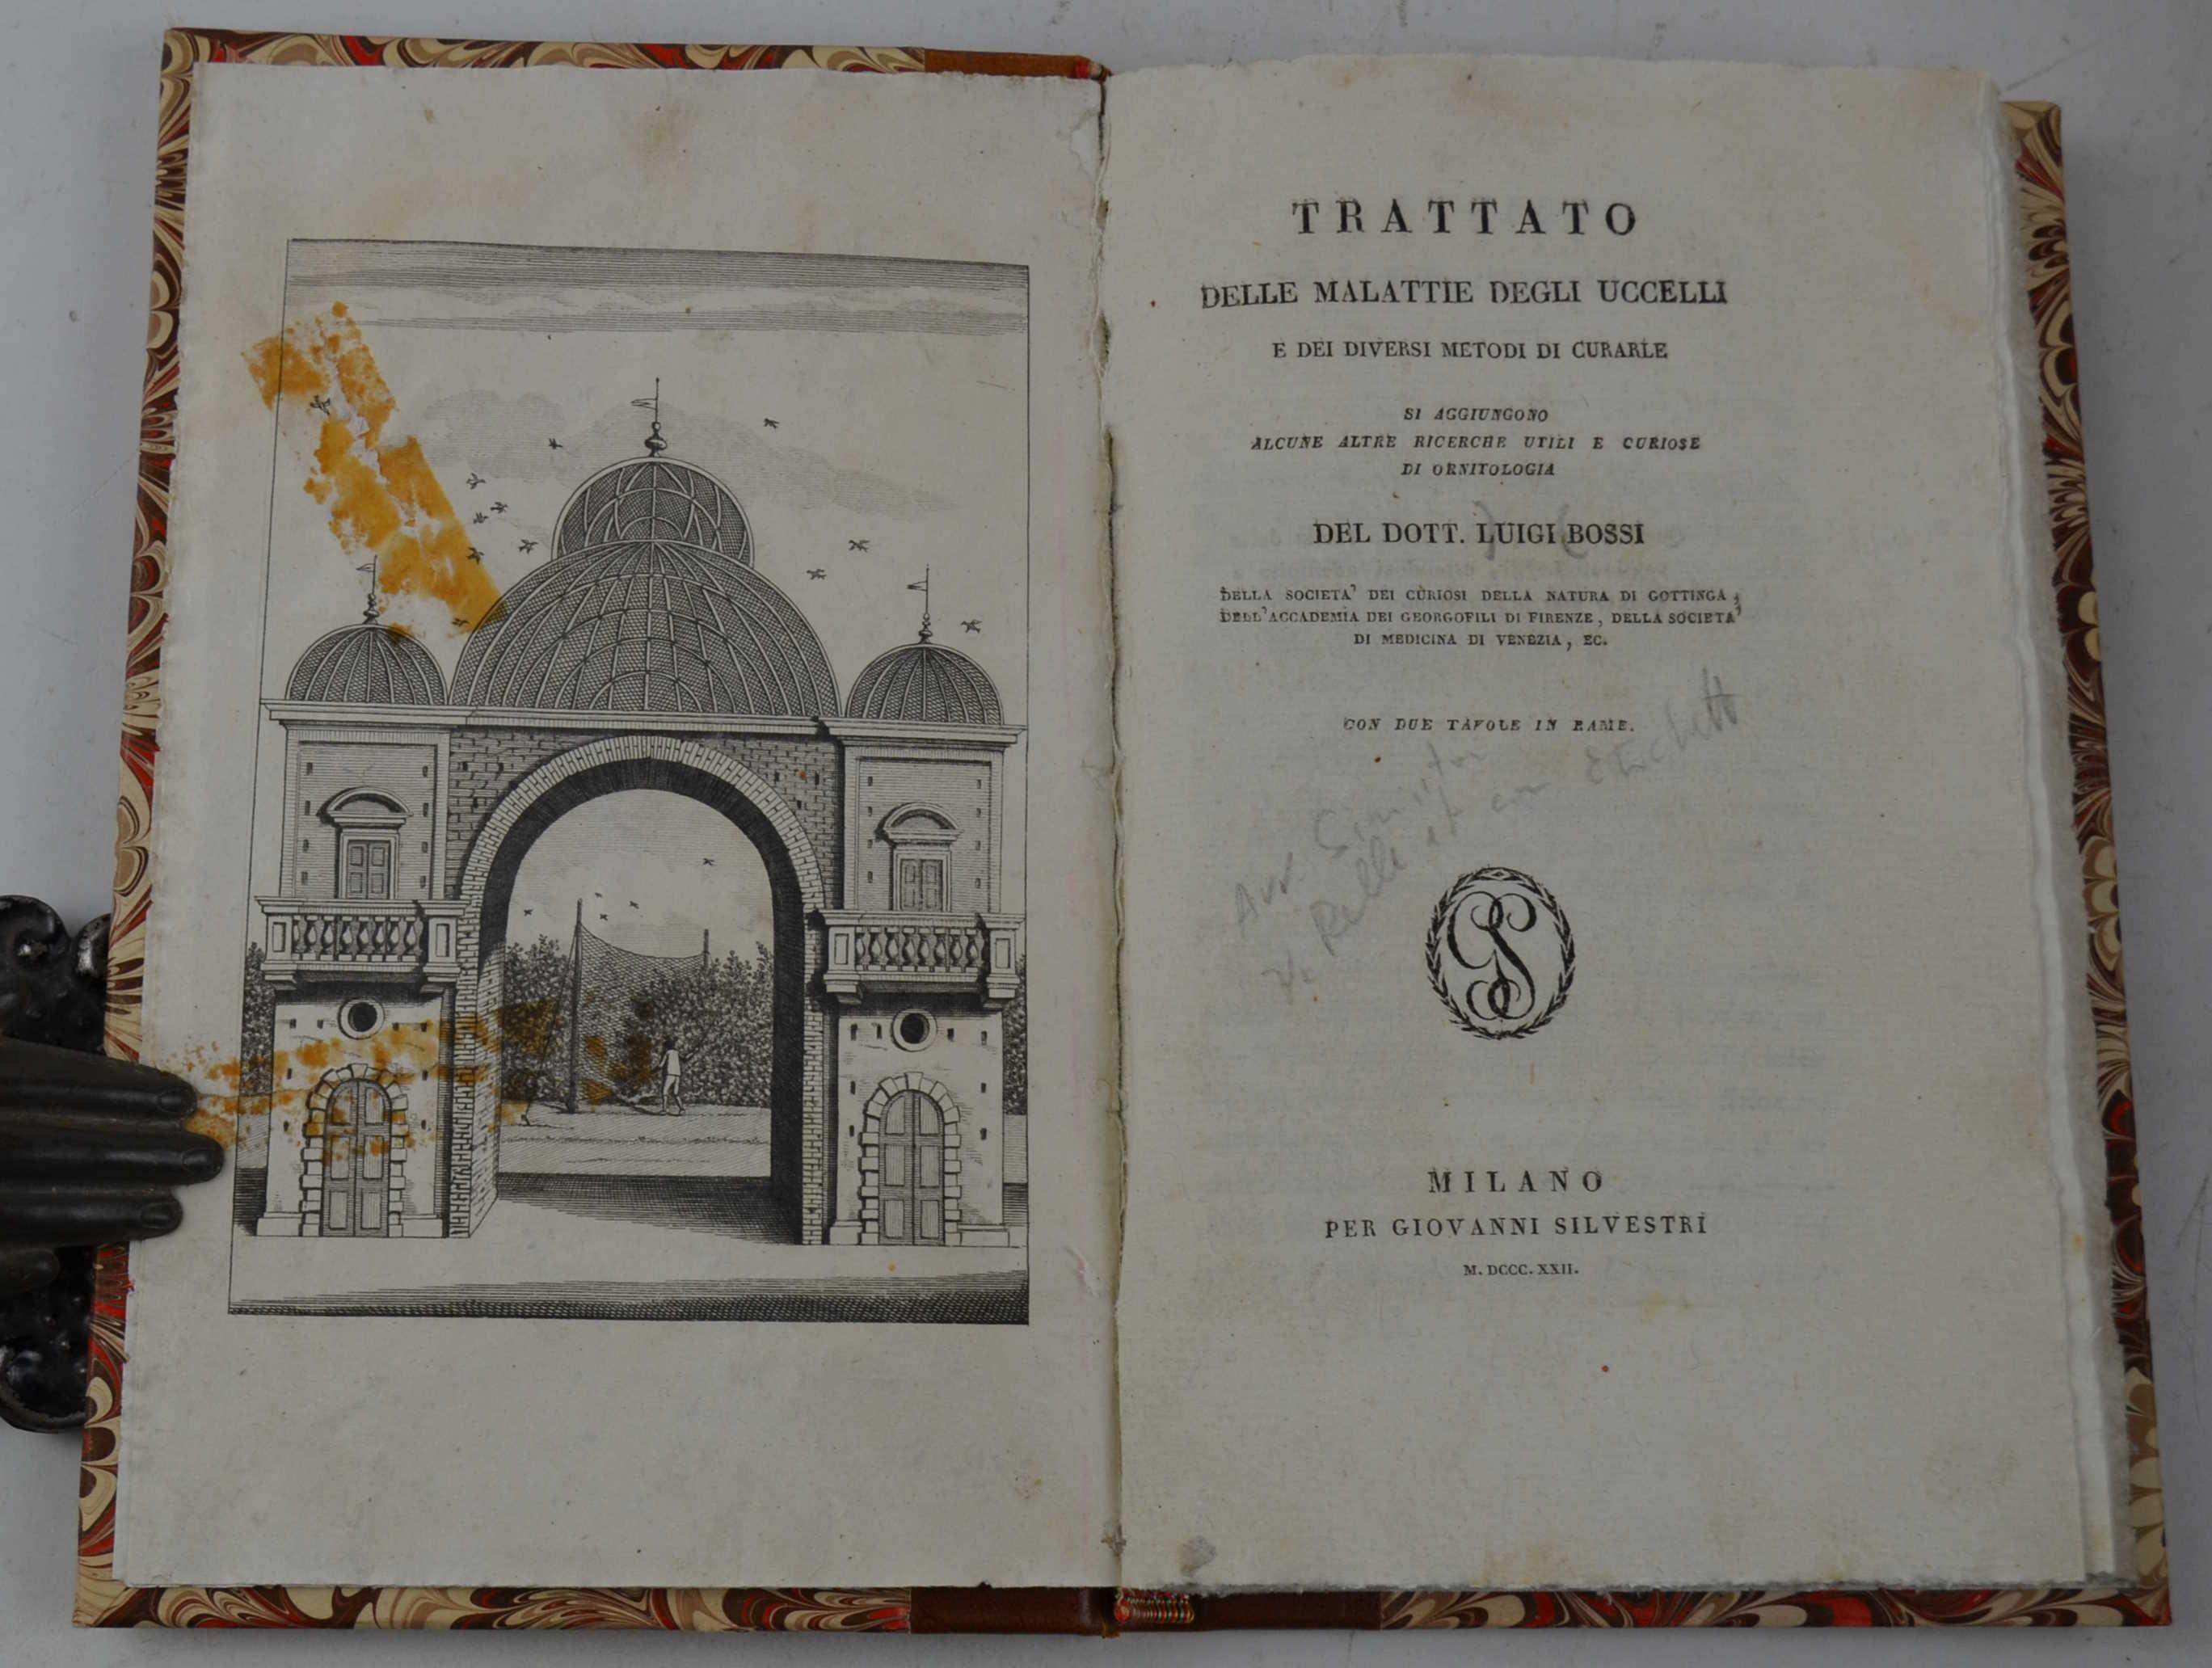 TRATTATO
DELLE MALATTIE DEGLI UCCELLI
E DEI DIVERSI METODI DI CURARLE
SI AGGIUNGONO
ALCUNE ALTRE RICERCHE UTILI E CURIOSE
DI ORNITOLOGIA
DEL DOTT. LUIGI BOSSI
DELLA SOCIETA' DEI CURIOSI DELLA NATURA DI GOTTINGA,
DELL'ACCADEMIA DEI GEORGOFILI DI FIRENZE, DELLA SOCIETA'
DI MEDICINA DI VENEZIA, EC.
CON DUE TAVOLE IN RAME.
GS
MILANO
PER GIOVANNI SILVESTRI
M. DCCC. XXII.